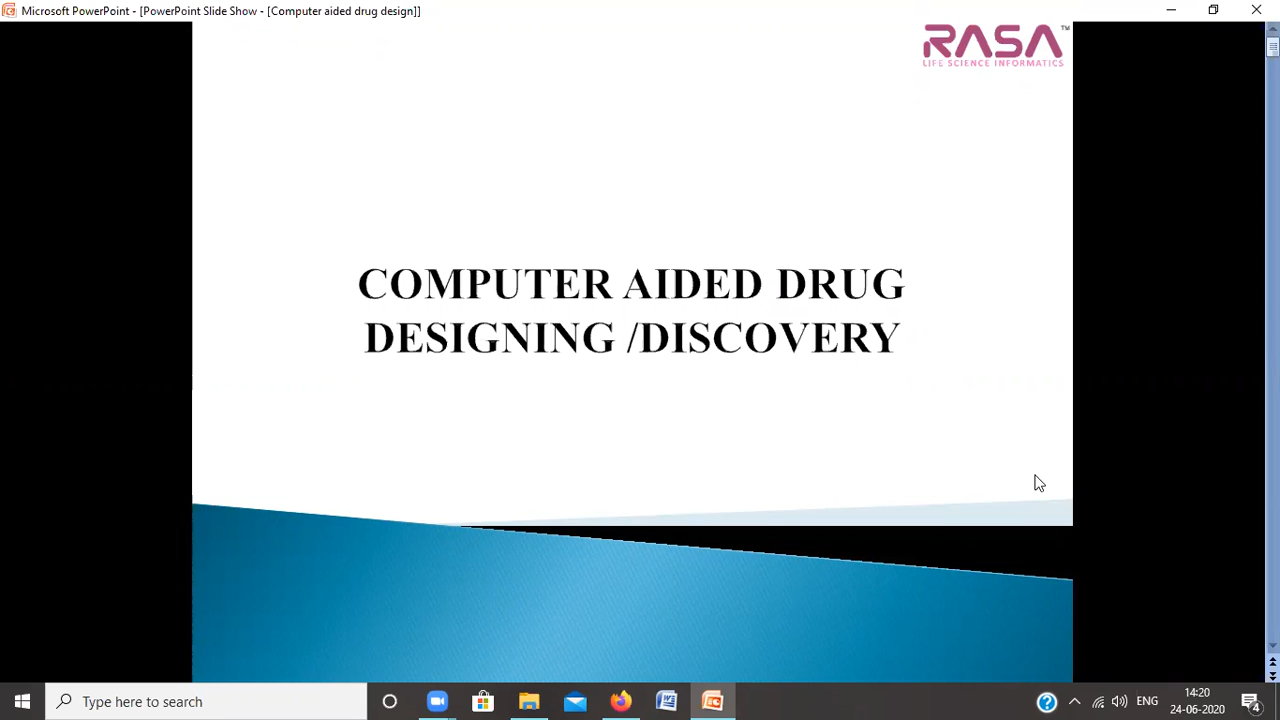 Microsoft PowerPoint - [PowerPoint Slide Show - [Computer aided drug design]]
RASA™
LIFE SCIENCE INFORMATICS
COMPUTER AIDED DRUG
DESIGNING /DISCOVERY
Type here to search
ENG
14:20
24-06-2020
4